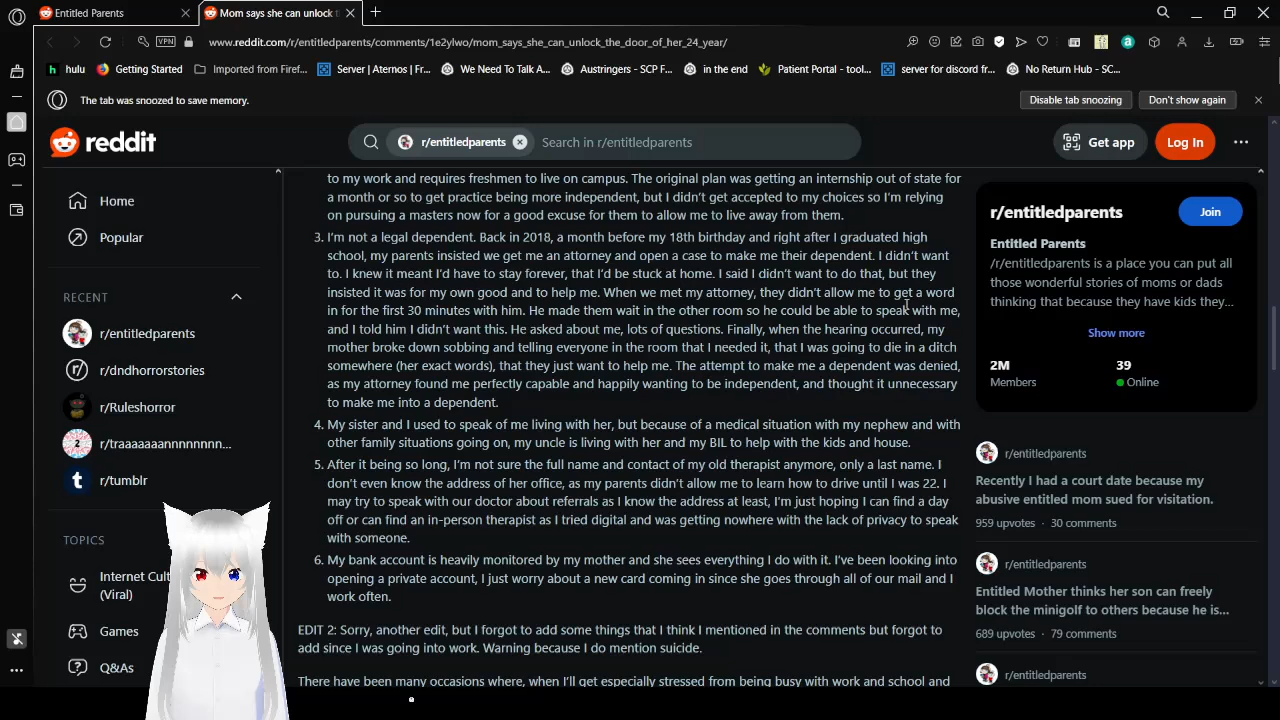 Entitled Parents
Mom says she can unlock t
VPN
www.reddit.com/r/entitledparents/comments/1e2ylwo/mom_says_she_can_unlock_the_door_of_her_24_year/
hulu
Getting Started
Imported from Firef...
Server | Aternos | Fr...
We Need To Talk A...
Austringers - SCP F...
in the end
Patient Portal - tool...
server for discord fr...
No Return Hub - SC...
The tab was snoozed to save memory.
Disable tab snoozing
Don't show again
reddit
r/entitledparents
Search in r/entitledparents
Get app
Log In
Home
Popular
RECENT
r/entitledparents
r/dndhorrorstories
r/Ruleshorror
r/traaaaaaannnnnnnn...
r/tumblr
TOPICS
Internet Cult
(Viral)
Games
Q&As
to my work and requires freshmen to live on campus. The original plan was getting an internship out of state for
a month or so to get practice being more independent, but I didn't get accepted to my choices so I'm relying
on pursuing a masters now for a good excuse for them to allow me to live away from them.
3. I'm not a legal dependent. Back in 2018, a month before my 18th birthday and right after I graduated high
school, my parents insisted we get me an attorney and open a case to make me their dependent. I didn't want
to. I knew it meant I'd have to stay forever, that I'd be stuck at home. I said I didn't want to do that, but they
insisted it was for my own good and to help me. When we met my attorney, they didn't allow me to get a word
in for the first 30 minutes with him. He made them wait in the other room so he could be able to speak with me,
and I told him I didn't want this. He asked about me, lots of questions. Finally, when the hearing occurred, my
mother broke down sobbing and telling everyone in the room that I needed it, that I was going to die in a ditch
somewhere (her exact words), that they just want to help me. The attempt to make me a dependent was denied,
as my attorney found me perfectly capable and happily wanting to be independent, and thought it unnecessary
to make me into a dependent.
4. My sister and I used to speak of me living with her, but because of a medical situation with my nephew and with
other family situations going on, my uncle is living with her and my BIL to help with the kids and house.
5. After it being so long, I'm not sure the full name and contact of my old therapist anymore, only a last name. I
don't even know the address of her office, as my parents didn't allow me to learn how to drive until I was 22. I
may try to speak with our doctor about referrals as I know the address at least, I'm just hoping I can find a day
off or can find an in-person therapist as I tried digital and was getting nowhere with the lack of privacy to speak
with someone.
6. My bank account is heavily monitored by my mother and she sees everything I do with it. I've been looking into
opening a private account, I just worry about a new card coming in since she goes through all of our mail and I
work often.
EDIT 2: Sorry, another edit, but I forgot to add some things that I think I mentioned in the comments but forgot to
add since I was going into work. Warning because I do mention suicide.
There have been many occasions where, when I'll get especially stressed from being busy with work and school and
r/entitledparents
Join
Entitled Parents
/r/entitledparents is a place you can put all
those wonderful stories of moms or dads
thinking that because they have kids they...
Show more
2M
39
Members
Online
r/entitledparents
Recently I had a court date because my
abusive entitled mom sued for visitation.
959 upvotes · 30 comments
r/entitledparents
Entitled Mother thinks her son can freely
block the minigolf to others because he is...
689 upvotes · 79 comments
r/entitledparents